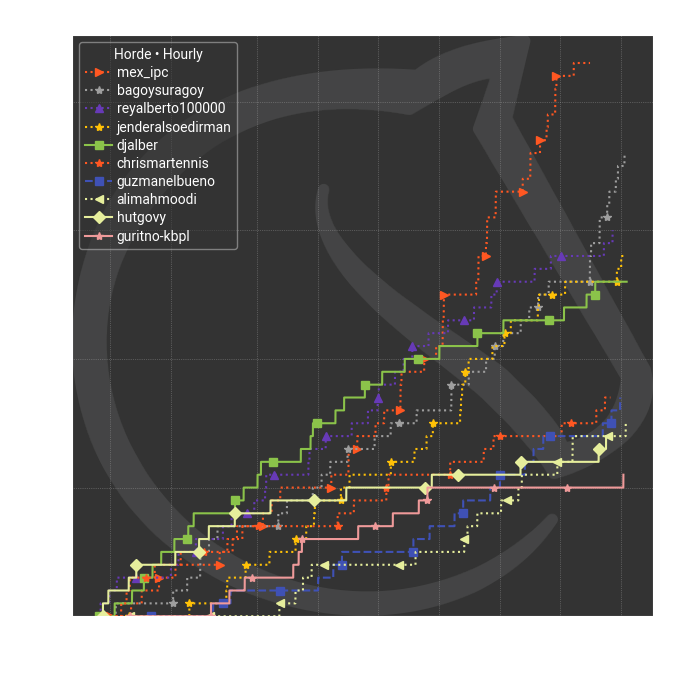 Horde • Hourly
mex_ipc
bagoysuragoy
reyalberto100000
jenderalsoedirman
djalber
chrismartennis
guzmanelbueno
alimahmoodi
hutgovy
guritno-kbpl